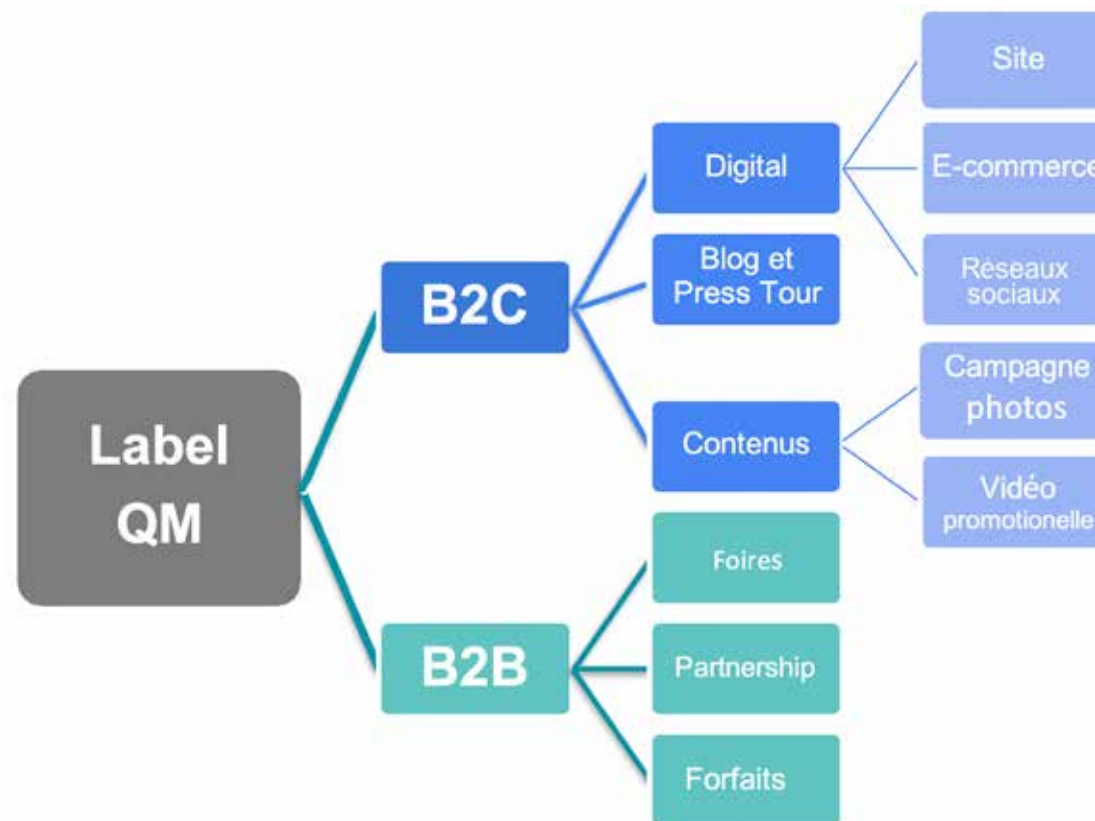 Label
QM
B2C
Digital
Site
E-commerce
Réseaux
sociaux
Blog et
Press Tour
Contenus
Campagne
photos
Vidéo
promotionelle
B2B
Foires
Partnership
Forfaits